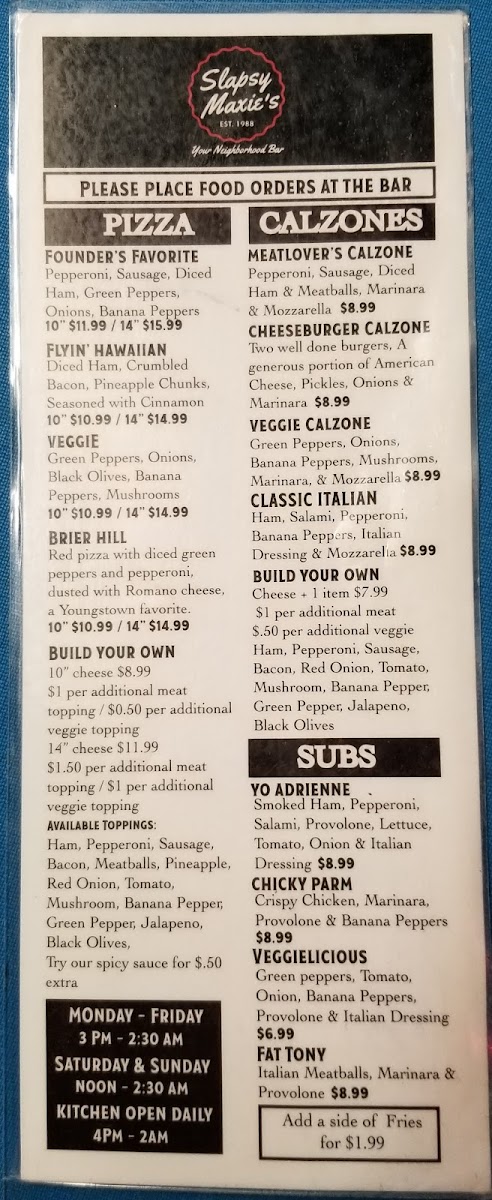 Slapsy
Maxie's
EST. 1988
Your Neighborhood Bar
PLEASE PLACE FOOD ORDERS AT THE BAR
PIZZA
FOUNDER'S FAVORITE
Pepperoni, Sausage, Diced
Ham, Green Peppers,
Onions, Banana Peppers
10" $11.99 / 14" $15.99
FLYIN' HAWAIIAN
Diced Ham, Crumbled
Bacon, Pineapple Chunks,
Seasoned with Cinnamon
10" $10.99 / 14" $14.99
VEGGIE
Green Peppers, Onions,
Black Olives, Banana
Peppers, Mushrooms
10" $10.99 / 14" $14.99
BRIER HILL
Red pizza with diced green
peppers and pepperoni,
dusted with Romano cheese,
a Youngstown favorite.
10" $10.99 / 14" $14.99
BUILD YOUR OWN
10" cheese $8.99
$1 per additional meat
topping / $0.50 per additional
veggie topping
14" cheese $11.99
$1.50 per additional meat
topping / $1 per additional
veggie topping
AVAILABLE TOPPINGS:
Ham, Pepperoni, Sausage,
Bacon, Meatballs, Pineapple,
Red Onion, Tomato,
Mushroom, Banana Pepper,
Green Pepper, Jalapeno,
Black Olives,
Try our spicy sauce for $.50
extra
MONDAY - FRIDAY
3 PM - 2:30 AM
SATURDAY & SUNDAY
NOON - 2:30 AM
KITCHEN OPEN DAILY
4PM - 2AM
CALZONES
MEATLOVER'S CALZONE
Pepperoni, Sausage, Diced
Ham & Meatballs, Marinara
& Mozzarella $8.99
CHEESEBURGER CALZONE
Two well done burgers, A
generous portion of American
Cheese, Pickles, Onions &
Marinara $8.99
VEGGIE CALZONE
Green Peppers, Onions,
Banana Peppers, Mushrooms,
Marinara, & Mozzarella $8.99
CLASSIC ITALIAN
Ham, Salami, Pepperoni,
Banana Peppers, Italian
Dressing & Mozzarella $8.99
BUILD YOUR OWN
Cheese + 1 item $7.99
$1 per additional meat
$.50 per additional veggie
Ham, Pepperoni, Sausage,
Bacon, Red Onion, Tomato,
Mushroom, Banana Pepper,
Green Pepper, Jalapeno,
Black Olives
SUBS
YO ADRIENNE
Smoked Ham, Pepperoni,
Salami, Provolone, Lettuce,
Tomato, Onion & Italian
Dressing $8.99
CHICKY PARM
Crispy Chicken, Marinara,
Provolone & Banana Peppers
$8.99
VEGGIELICIOUS
Green peppers, Tomato,
Onion, Banana Peppers,
Provolone & Italian Dressing
$6.99
FAT TONY
Italian Meatballs, Marinara &
Provolone $8.99
Add a side of Fries
for $1.99